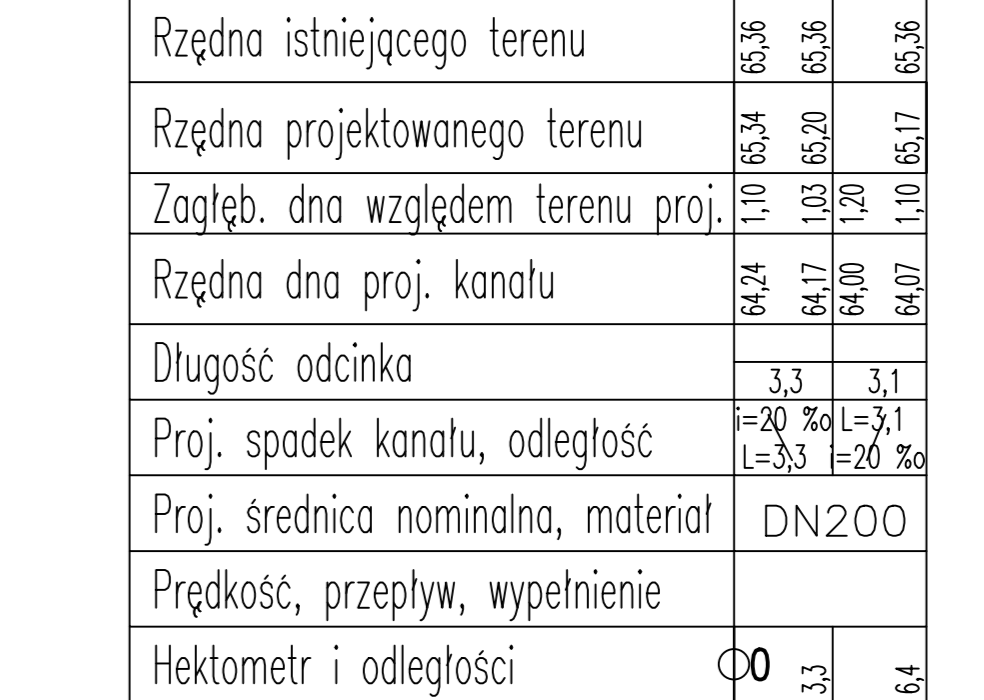 Rzędna istniejącego terenu 65,36 65,36 65,36
Rzędna projektowanego terenu 65,34 65,20 65,17
Zagłęb. dna względem terenu proj. 1,10 1,03 1,20 1,10
Rzędna dna proj. kanału 64,24 64,17 64,00 64,07
Długość odcinka 3,3 3,1
Proj. spadek kanału, odległość i=20 ‰ L=3,1
L=3,3 i=20 ‰
Proj. średnica nominalna, materiał DN200
Prędkość, przepływ, wypełnienie
Hektometr i odległości 0 3,3 6,4